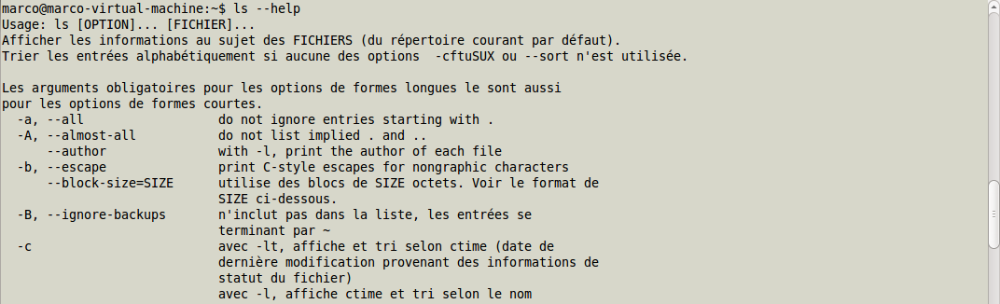 marco@marco-virtual-machine:~$ ls --help
Usage: ls [OPTION]... [FICHIER]...
Afficher les informations au sujet des FICHIERS (du répertoire courant par défaut).
Trier les entrées alphabétiquement si aucune des options  -cftuSUX ou --sort n'est utilisée.

Les arguments obligatoires pour les options de formes longues le sont aussi
pour les options de formes courtes.
  -a, --all                  do not ignore entries starting with .
  -A, --almost-all           do not list implied . and ..
      --author               with -l, print the author of each file
  -b, --escape               print C-style escapes for nongraphic characters
      --block-size=SIZE      utilise des blocs de SIZE octets. Voir le format de
                             SIZE ci-dessous.
  -B, --ignore-backups       n'inclut pas dans la liste, les entrées se
                             terminant par ~
  -c                         avec -lt, affiche et tri selon ctime (date de
                             dernière modification provenant des informations de
                             statut du fichier)
                             avec -l, affiche ctime et tri selon le nom